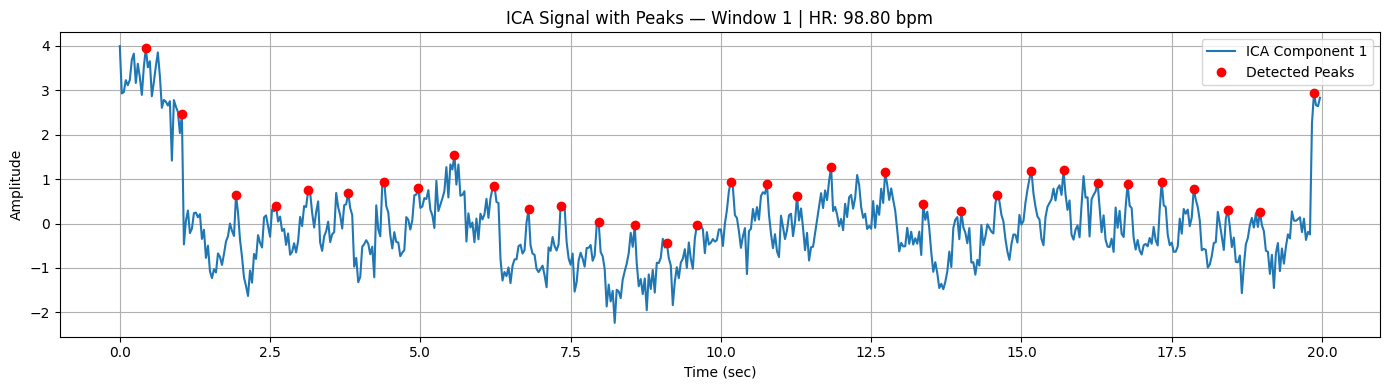 ICA Signal with Peaks — Window 1 | HR: 98.80 bpm
Amplitude
4
3
2
1
0
−1
−2
ICA Component 1
Detected Peaks
0.0 2.5 5.0 7.5 10.0 12.5 15.0 17.5 20.0
Time (sec)